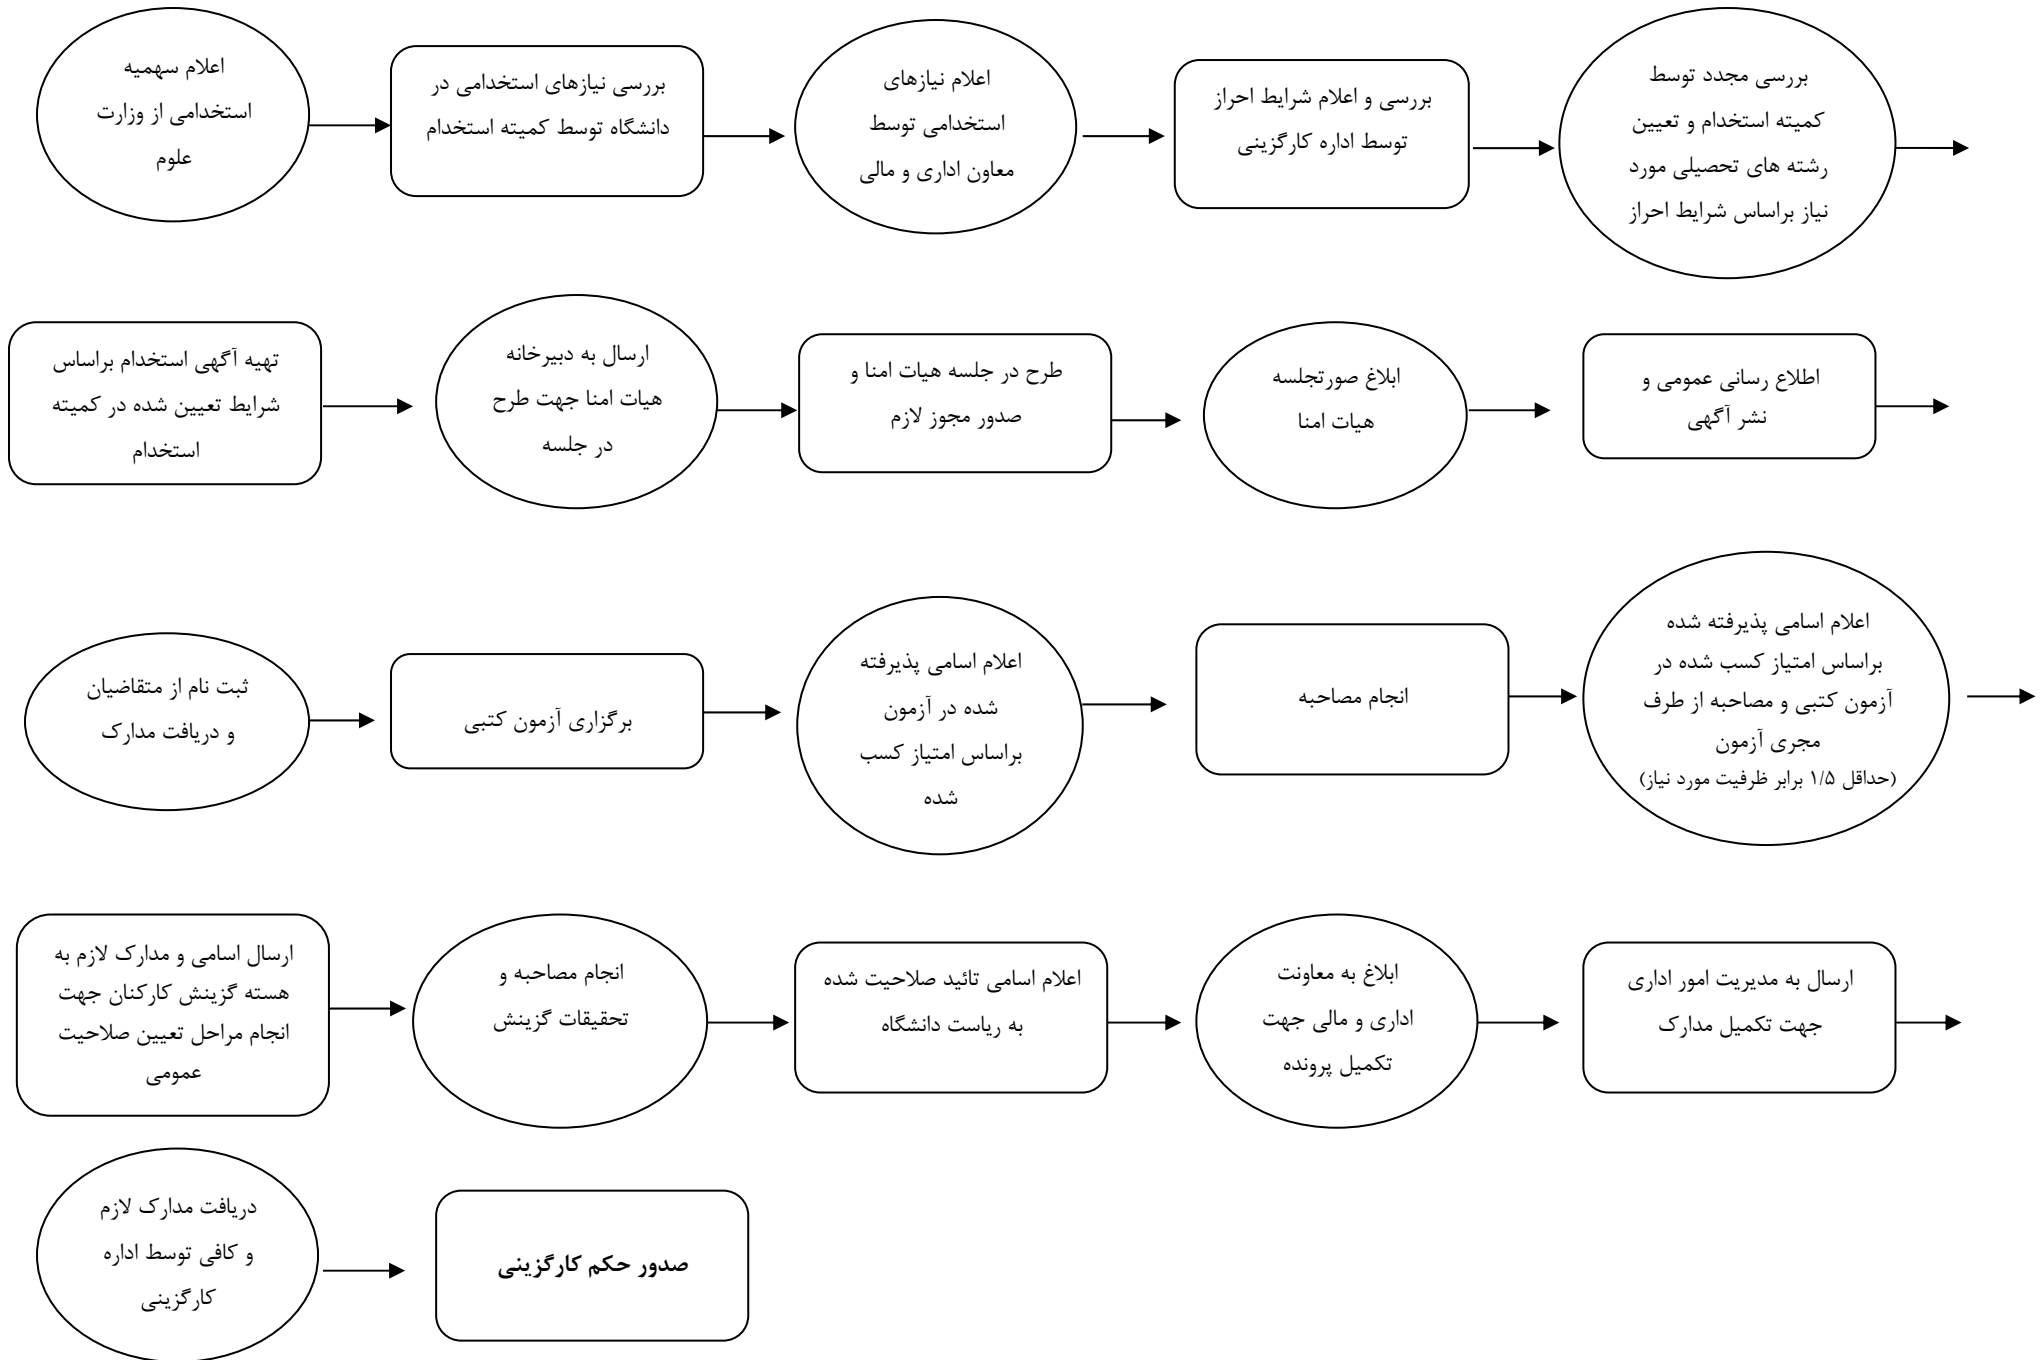 اعلام سهمیه
استخدامی از وزارت
علوم
بررسی نیازهای استخدامی در
دانشگاه توسط کمیته استخدام
اعلام نیازهای
استخدامی توسط
معاون اداری و مالی
بررسی و اعلام شرایط احراز
توسط اداره کارگزینی
بررسی مجدد توسط
کمیته استخدام و تعیین
رشته های تحصیلی مورد
نیاز براساس شرایط احراز
تهیه آگهی استخدام براساس
شرایط تعیین شده در کمیته
استخدام
ارسال به دبیرخانه
هیات امنا جهت طرح
در جلسه
طرح در جلسه هیات امنا و
صدور مجوز لازم
ابلاغ صورتجلسه
هیات امنا
اطلاع رسانی عمومی و
نشر آگهی
ثبت نام از متقاضیان
و دریافت مدارک
برگزاری آزمون کتبی
اعلام اسامی پذیرفته
شده در آزمون
براساس امتیاز کسب
شده
انجام مصاحبه
اعلام اسامی پذیرفته شده
براساس امتیاز کسب شده در
آزمون کتبی و مصاحبه از طرف
مجری آزمون
(حداقل ۱/۵ برابر ظرفیت مورد نیاز)
ارسال اسامی و مدارک لازم به
هسته گزینش کارکنان جهت
انجام مراحل تعیین صلاحیت
عمومی
انجام مصاحبه و
تحقیقات گزینش
اعلام اسامی تائید صلاحیت شده
به ریاست دانشگاه
ابلاغ به معاونت
اداری و مالی جهت
تکمیل پرونده
ارسال به مدیریت امور اداری
جهت تکمیل مدارک
دریافت مدارک لازم
و کافی توسط اداره
کارگزینی
صدور حکم کارگزینی